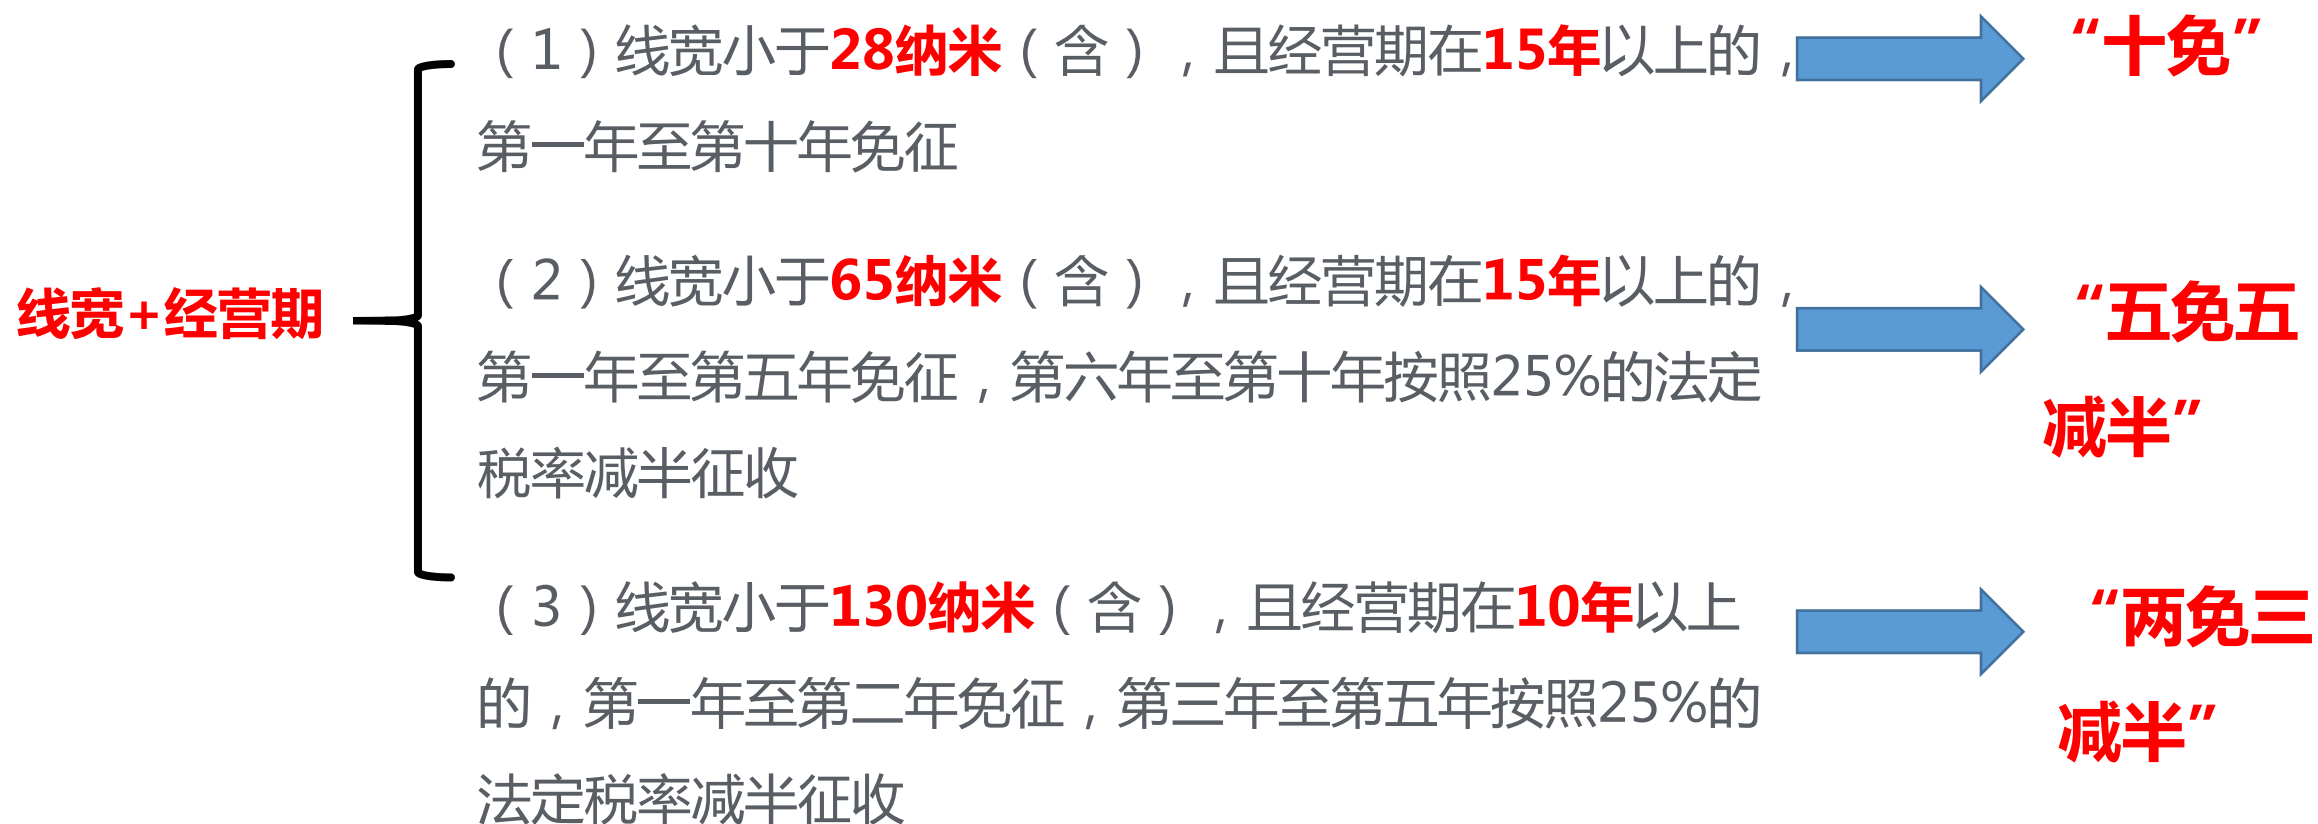 线宽+经营期
（1）线宽小于28纳米（含），且经营期在15年以上的，
第一年至第十年免征
“十免”
（2）线宽小于65纳米（含），且经营期在15年以上的，
第一年至第五年免征，第六年至第十年按照25%的法定
税率减半征收
“五免五
减半”
（3）线宽小于130纳米（含），且经营期在10年以上
的，第一年至第二年免征，第三年至第五年按照25%的
法定税率减半征收
“两免三
减半”